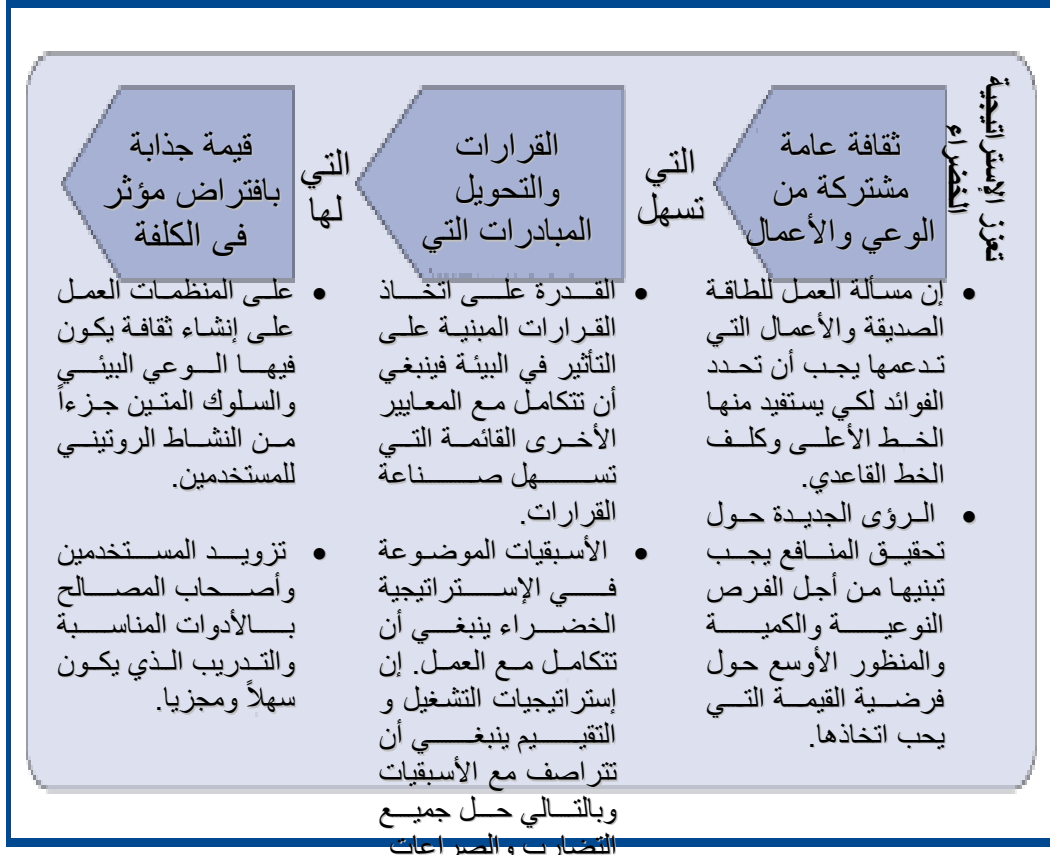 تعزز الإستراتيجية
الخضراء
ثقافة عامة
مشتركة من
الوعي والأعمال
التي
تسهل
القرارات
والتحويل
المبادرات التي
التي
لها
قيمة جذابة
بافتراض مؤثر
فى الكلفة
• إن مسألة العمل للطاقة
الصديقة والأعمال التي
تدعمها يجب أن تحدد
الفوائد لكي يستفيد منها
الخط الأعلى وكلف
الخط القاعدي.
• الرؤى الجديدة حول
تحقيق المنافع يجب
تبنيها من أجل الفرص
النوعية والكمية
والمنظور الأوسع حول
فرضية القيمة التي
يحب اتخاذها.
• القدرة على اتخاذ
القرارات المبنية على
التأثير في البيئة فينبغي
أن تتكامل مع المعايير
الأخرى القائمة التي
تسهل صناعة
القرارات.
• الأسبقيات الموضوعة
في الإستراتيجية
الخضراء ينبغي أن
تتكامل مع العمل. إن
إستراتيجيات التشغيل و
التقييم ينبغي أن
تتراصف مع الأسبقيات
وبالتالي حل جميع
التضارب والصراعات
• على المنظمات العمل
على إنشاء ثقافة يكون
فيها الوعي البيئي
والسلوك المتين جزءاً
من النشاط الروتيني
للمستخدمين.
• تزويد المستخدمين
وأصحاب المصالح
بالأدوات المناسبة
والتدريب الذي يكون
سهلاً ومجزيا.